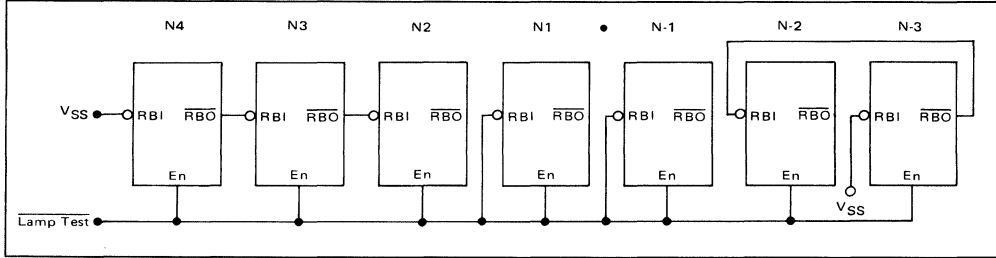 N4 N3 N2 N1 • N-1 N-2 N-3
VSS RBI RBO RBI RBO RBI RBO RBI RBO RBI RBO RBI RBO RBI RBO
En En En En En En En
VSS
Lamp Test